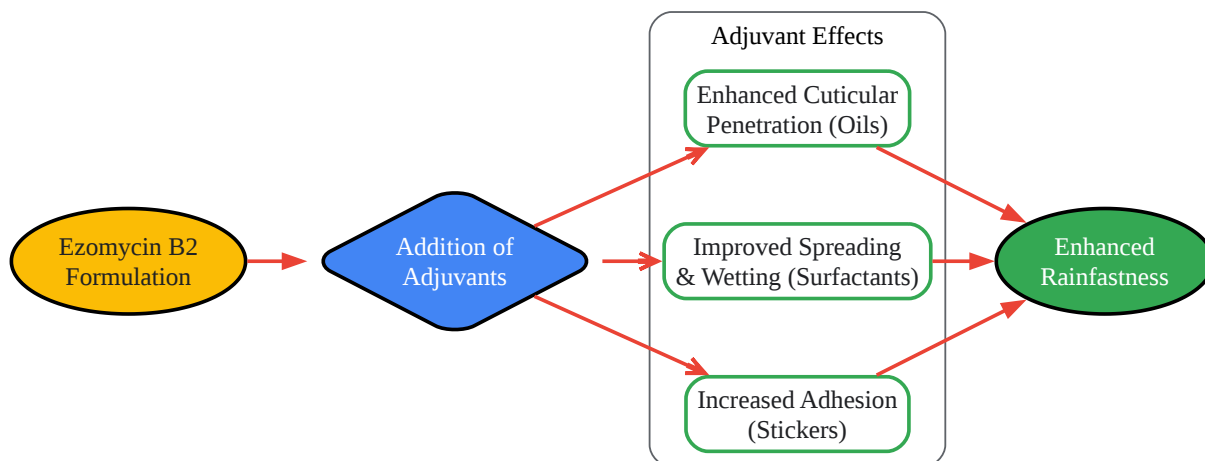 Adjuvant Effects
Enhanced Cuticular
Penetration (Oils)
Ezomycin B2
Formulation
Addition of
Adjuvants
Improved Spreading
& Wetting (Surfactants)
Enhanced
Rainfastness
Increased Adhesion
(Stickers)